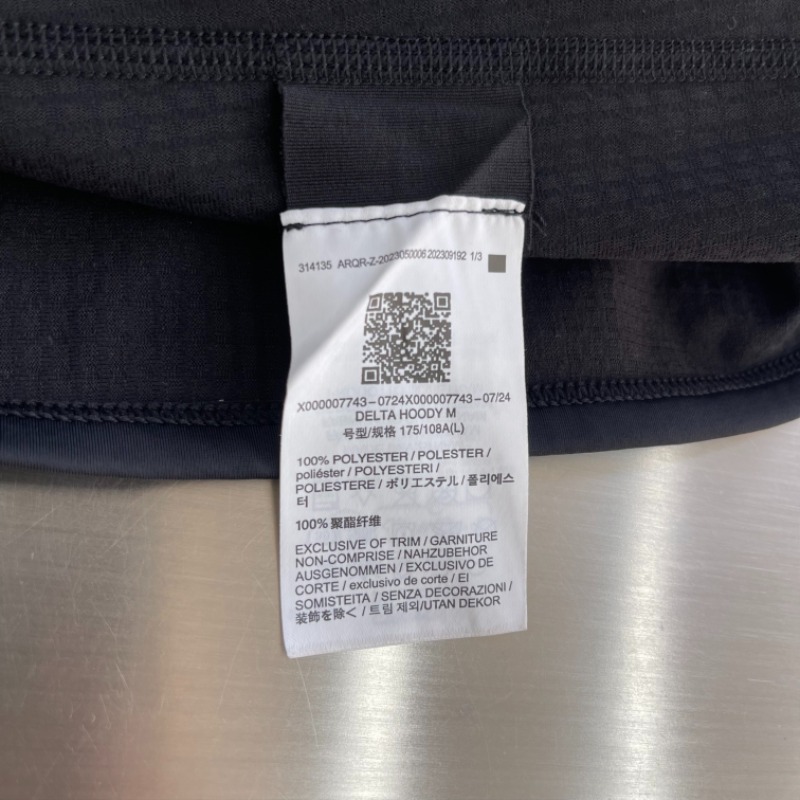 314135 ARQR-Z-2023050006 202309192 1/3
X000007743-0724X000007743-07/24
DELTA HOODY M
号型/规格 175/108A(L)
100% POLYESTER / POLESTER /
poliéster / POLYESTERI /
POLIESTERE / ポリエステル / 폴리에스
터
100% 聚酯纤维
EXCLUSIVE OF TRIM / GARNITURE
NON-COMPRISE / NAHZUBEHOR
AUSGENOMMEN / EXCLUSIVO DE
CORTE / exclusivo de corte / EI
SOMISTEITA / SENZA DECORAZIONI /
装飾を除く / 트림 제외/UTAN DEKOR